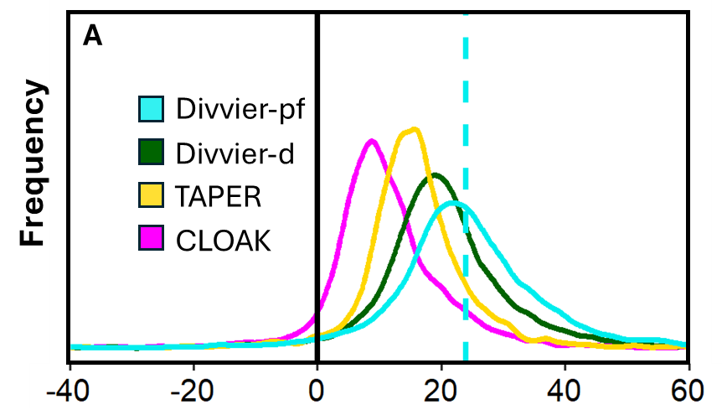 A
Frequency
Divvier-pf
Divvier-d
TAPER
CLOAK
-40 -20 0 20 40 60